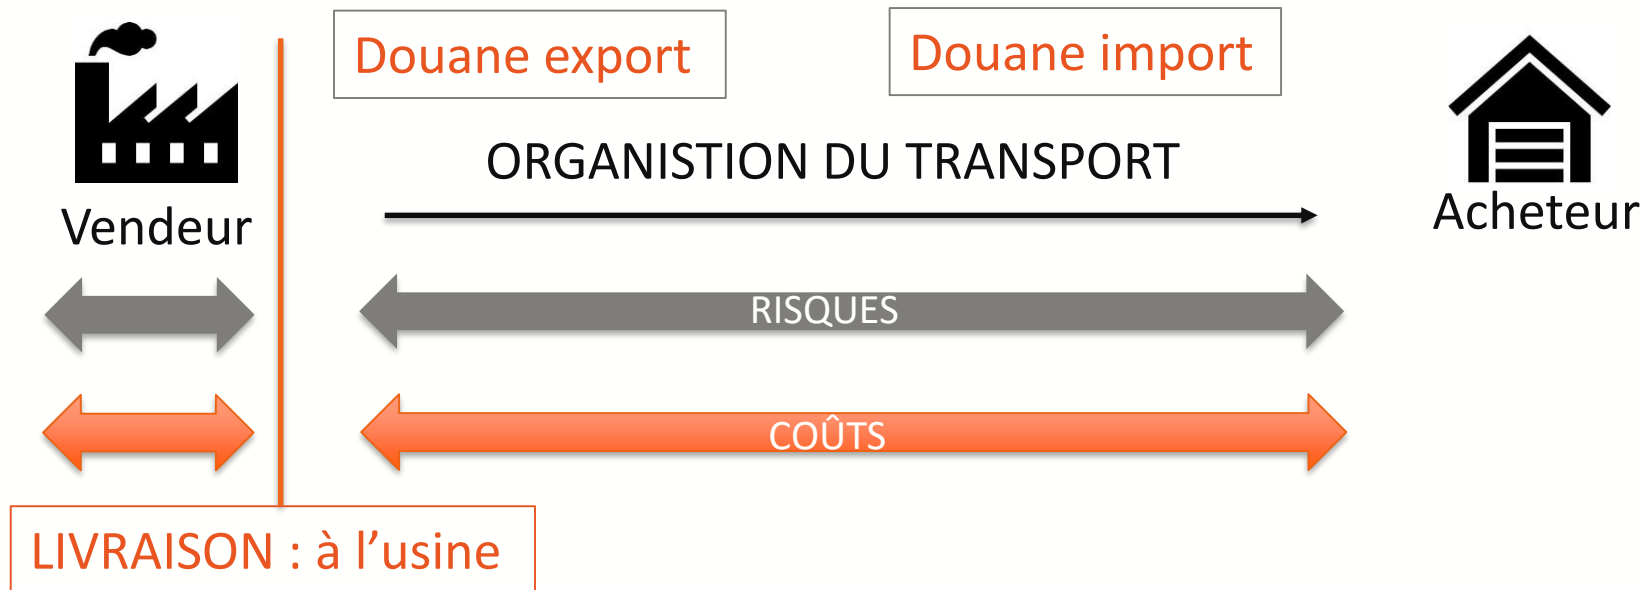 Douane export
Douane import
ORGANISTION DU TRANSPORT
Vendeur
Acheteur
RISQUES
COÛTS
LIVRAISON : à l’usine